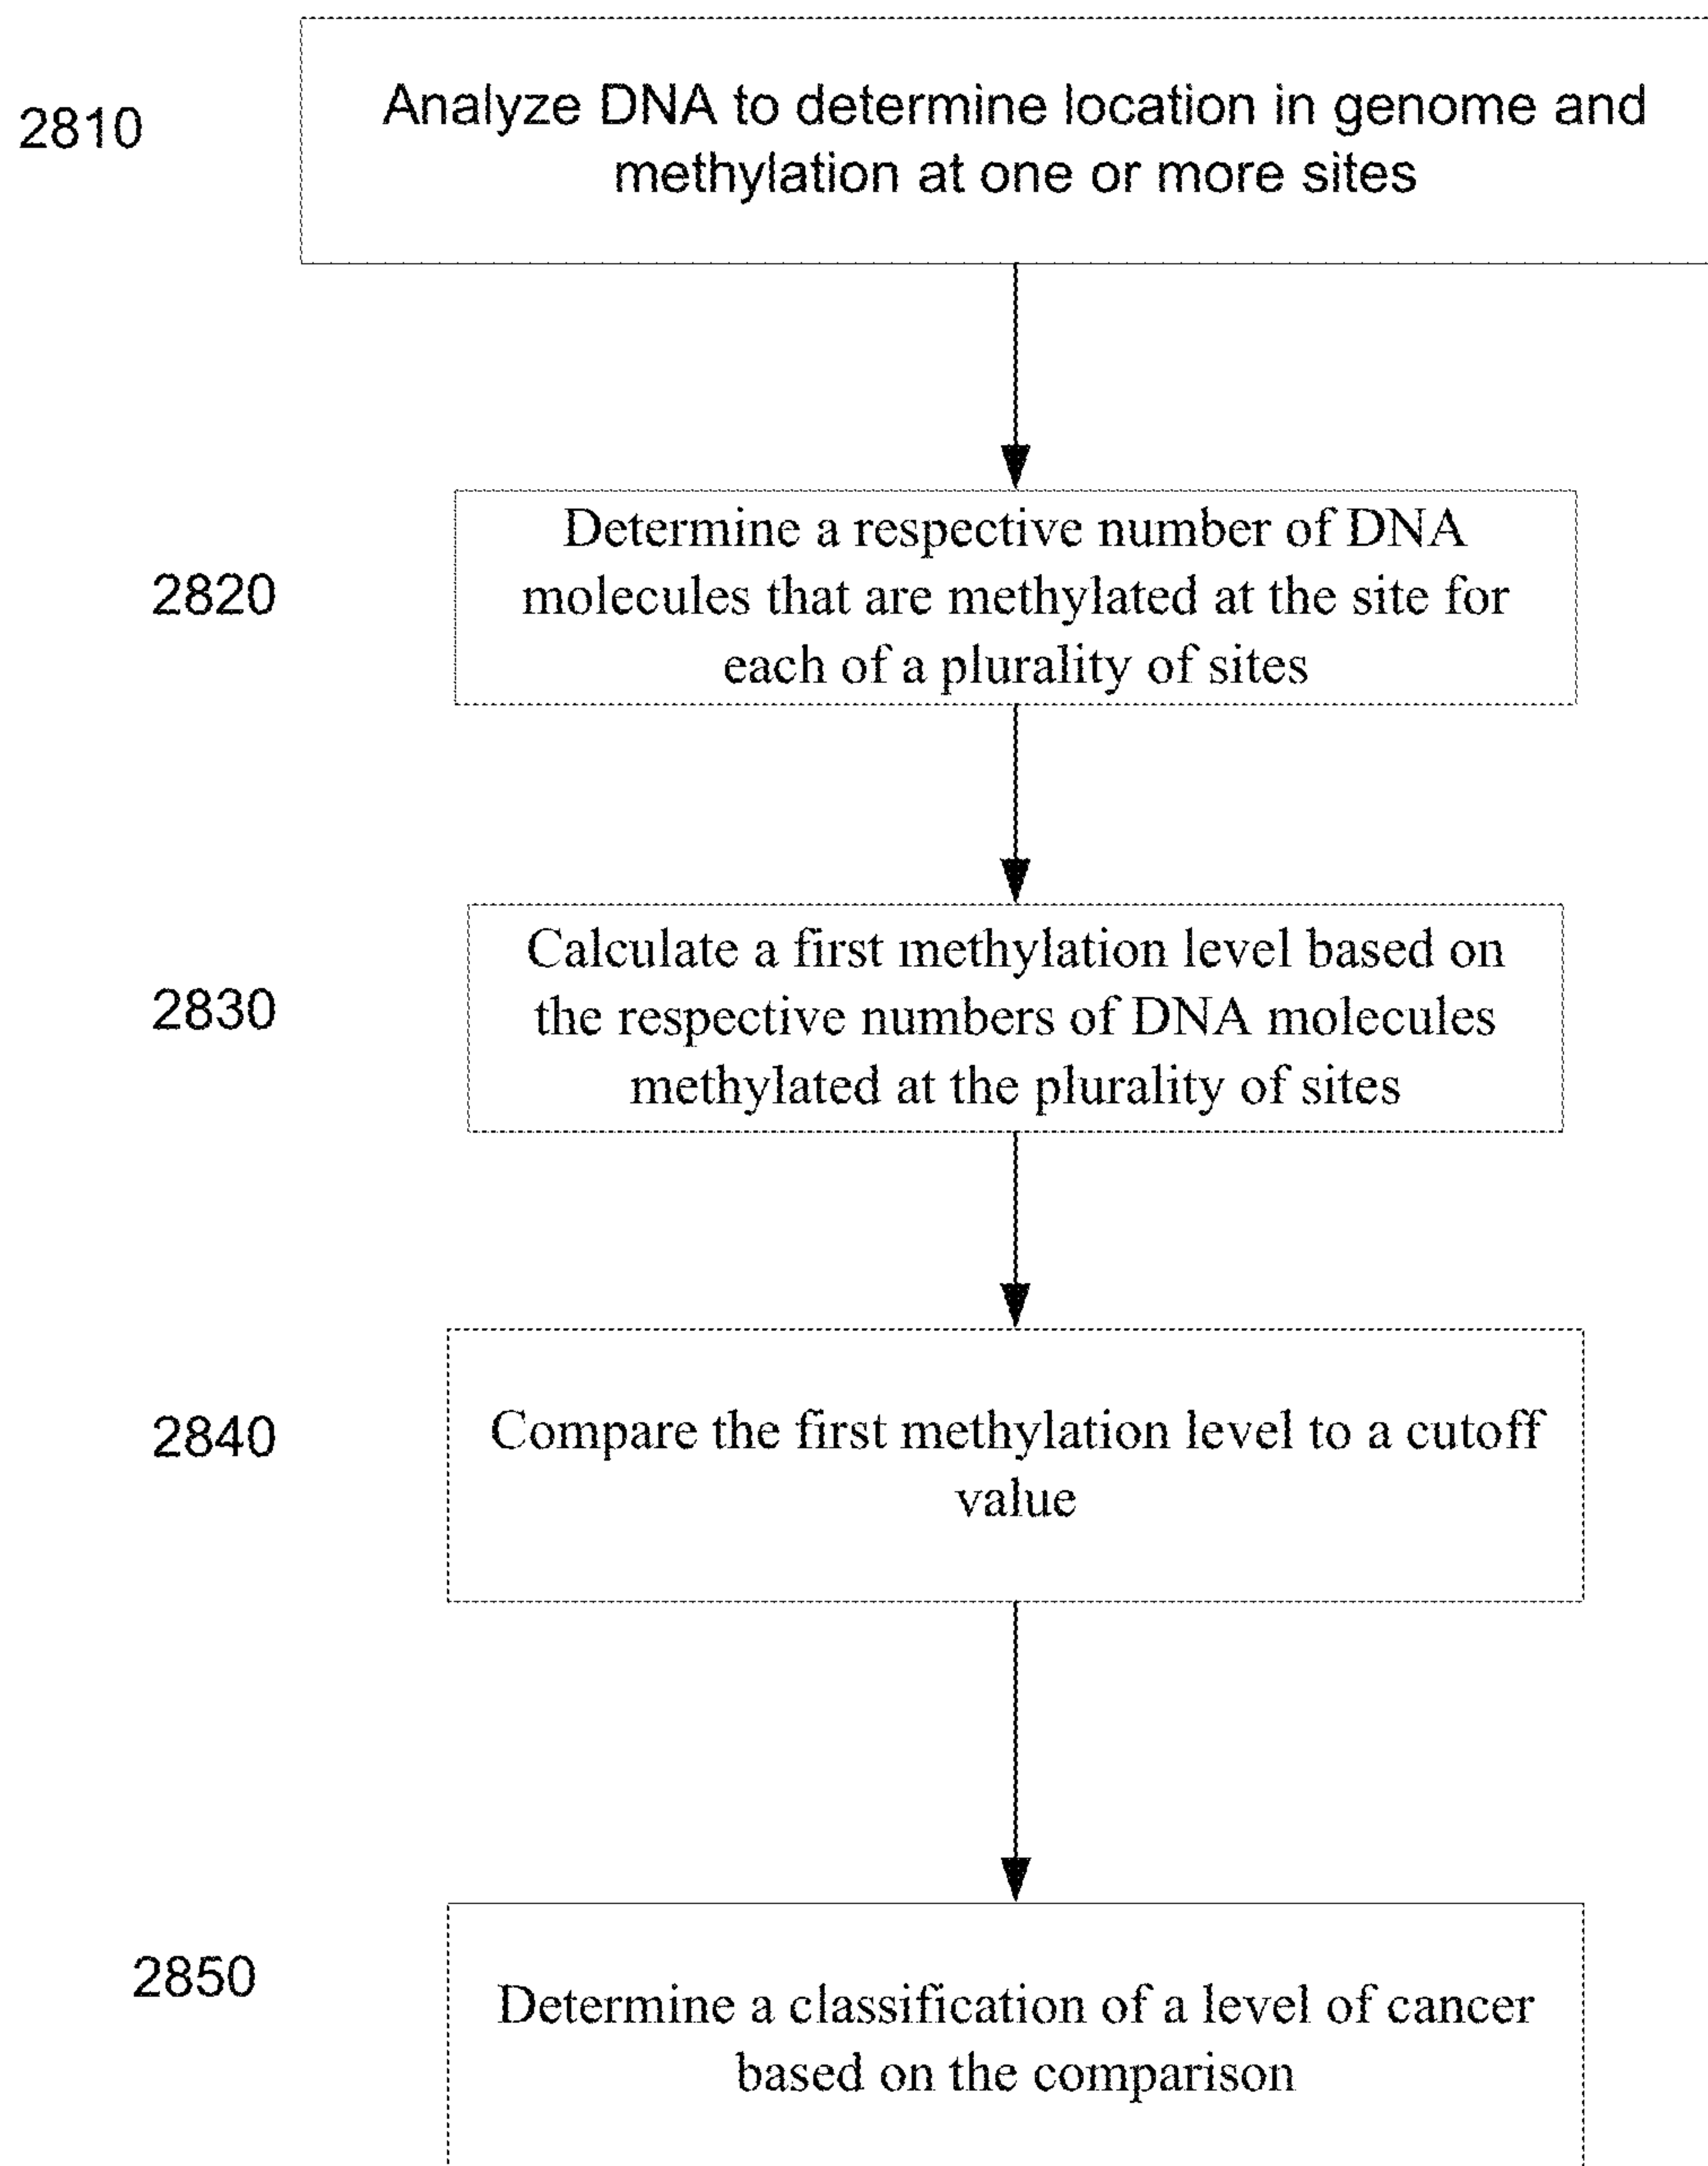 2810
Analyze DNA to determine location in genome and
methylation at one or more sites
2820
Determine a respective number of DNA
molecules that are methylated at the site for
each of a plurality of sites
2830
Calculate a first methylation level based on
the respective numbers of DNA molecules
methylated at the plurality of sites
2840
Compare the first methylation level to a cutoff
value
2850
Determine a classification of a level of cancer
based on the comparison